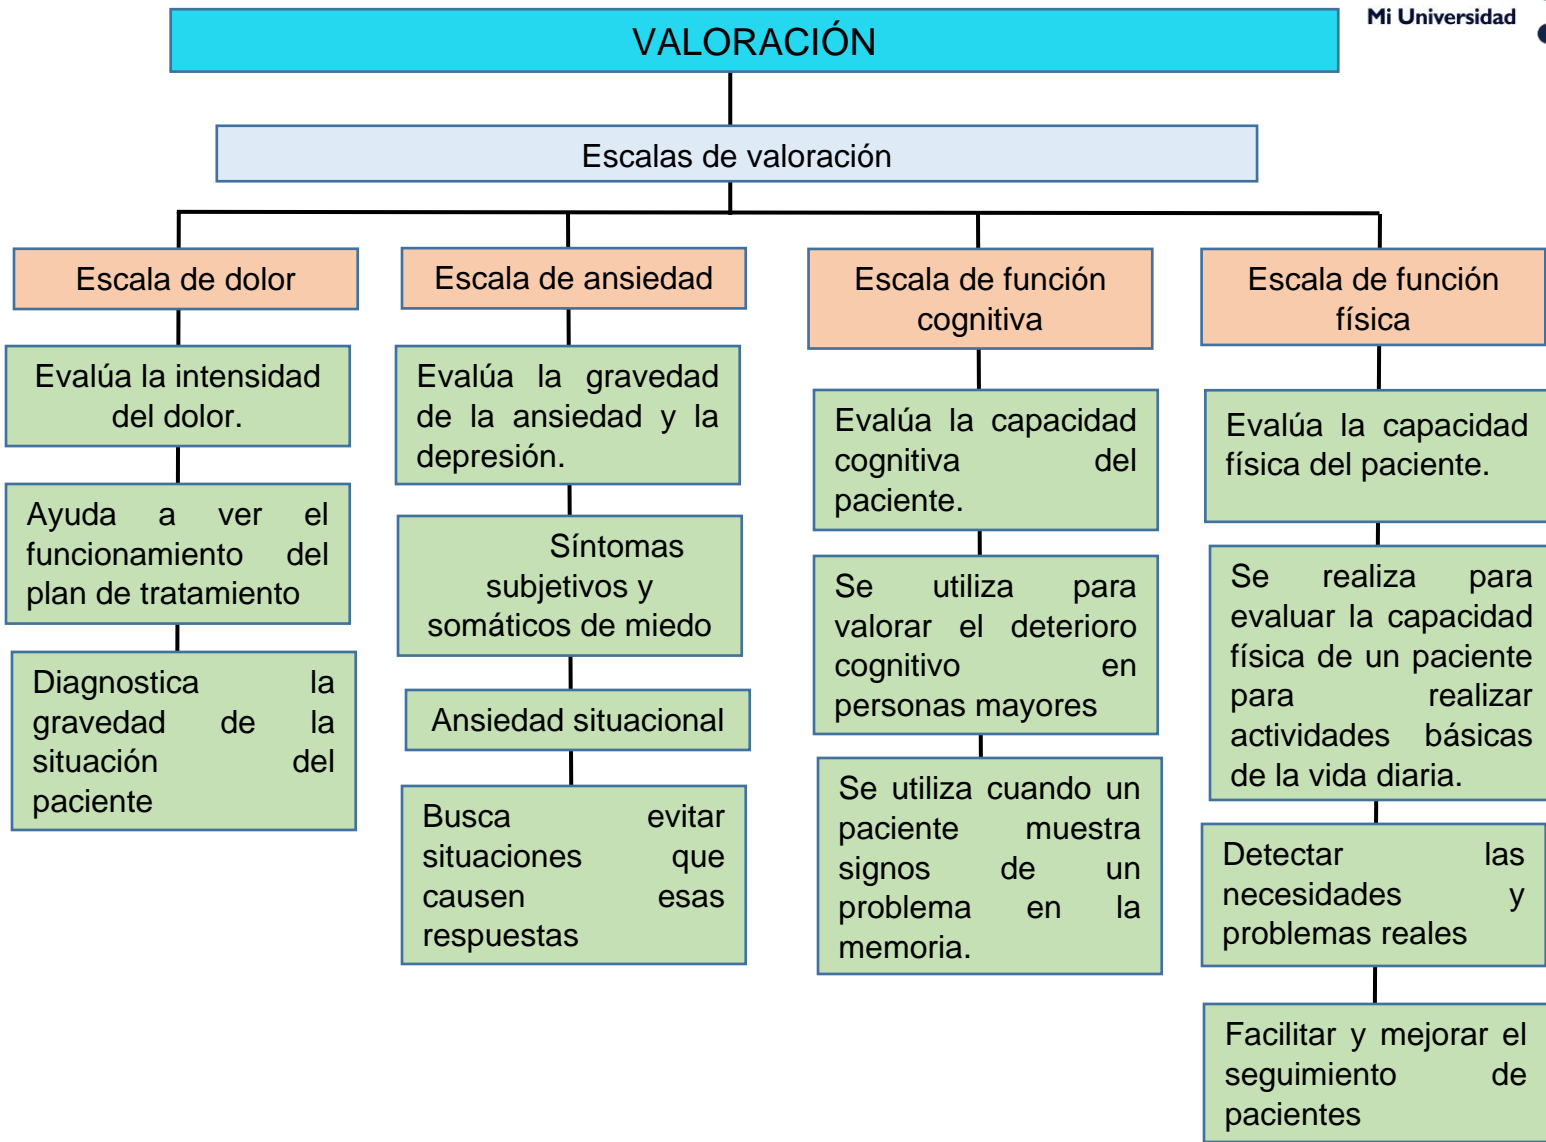 Mi Universidad
VALORACIÓN
Escalas de valoración
Escala de dolor
Evalúa la intensidad
del dolor.
Ayuda a ver el
funcionamiento del
plan de tratamiento
Diagnostica la
gravedad de la
situación del
paciente
Escala de ansiedad
Evalúa la gravedad
de la ansiedad y la
depresión.
Síntomas
subjetivos y
somáticos de miedo
Ansiedad situacional
Busca evitar
situaciones que
causen esas
respuestas
Escala de función
cognitiva
Evalúa la capacidad
cognitiva del
paciente.
Se utiliza para
valorar el deterioro
cognitivo en
personas mayores
Se utiliza cuando un
paciente muestra
signos de un
problema en la
memoria.
Escala de función
física
Evalúa la capacidad
física del paciente.
Se realiza para
evaluar la capacidad
física de un paciente
para realizar
actividades básicas
de la vida diaria.
Detectar las
necesidades y
problemas reales
Facilitar y mejorar el
seguimiento de
pacientes